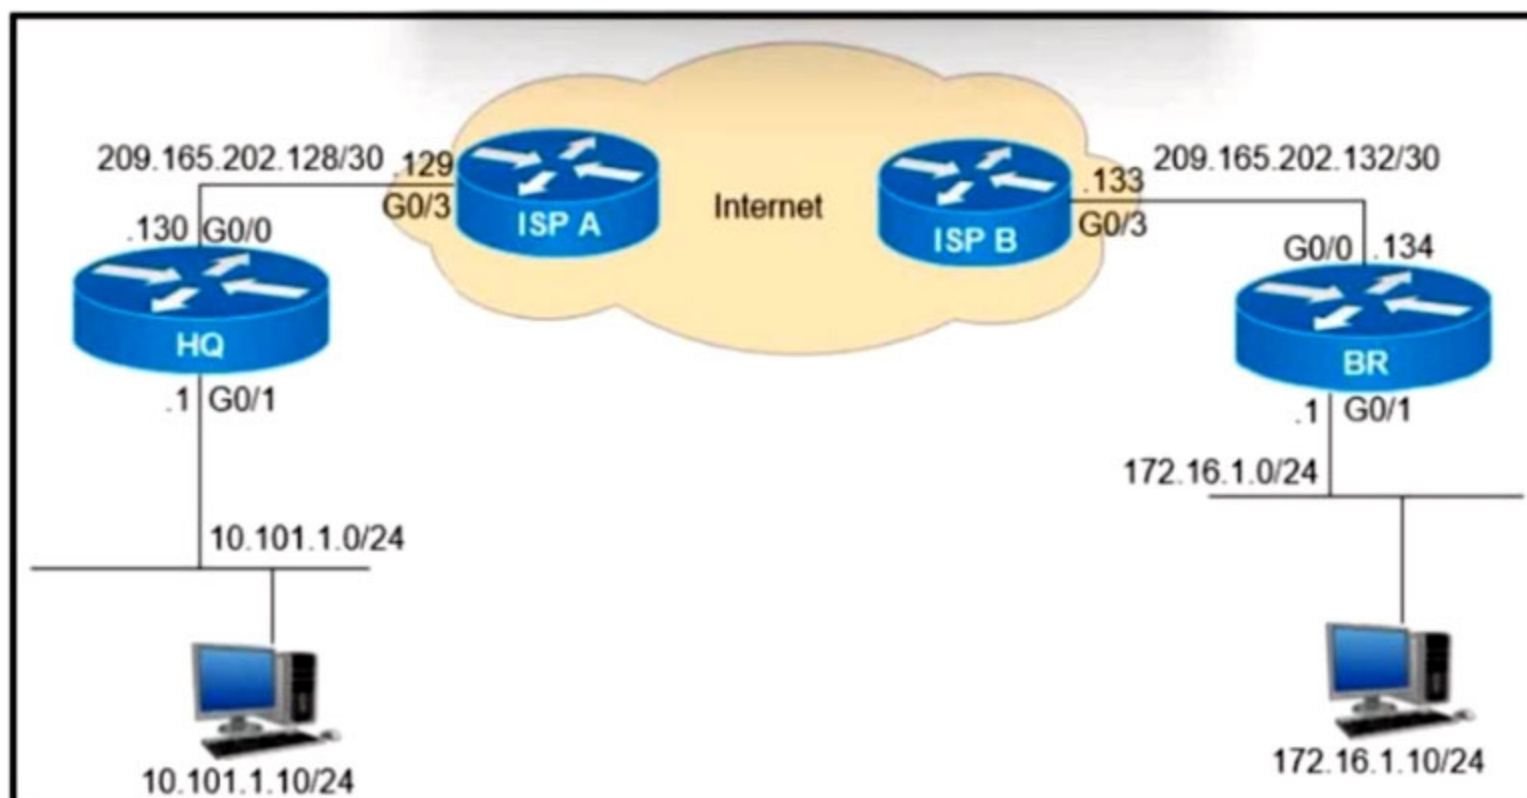 209.165.202.128/30
.129
G0/3
ISP A
Internet
ISP B
.133
G0/3
209.165.202.132/30
.130 G0/0
HQ
.1 G0/1
G0/0 .134
BR
.1 G0/1
172.16.1.0/24
10.101.1.0/24
10.101.1.10/24
172.16.1.10/24